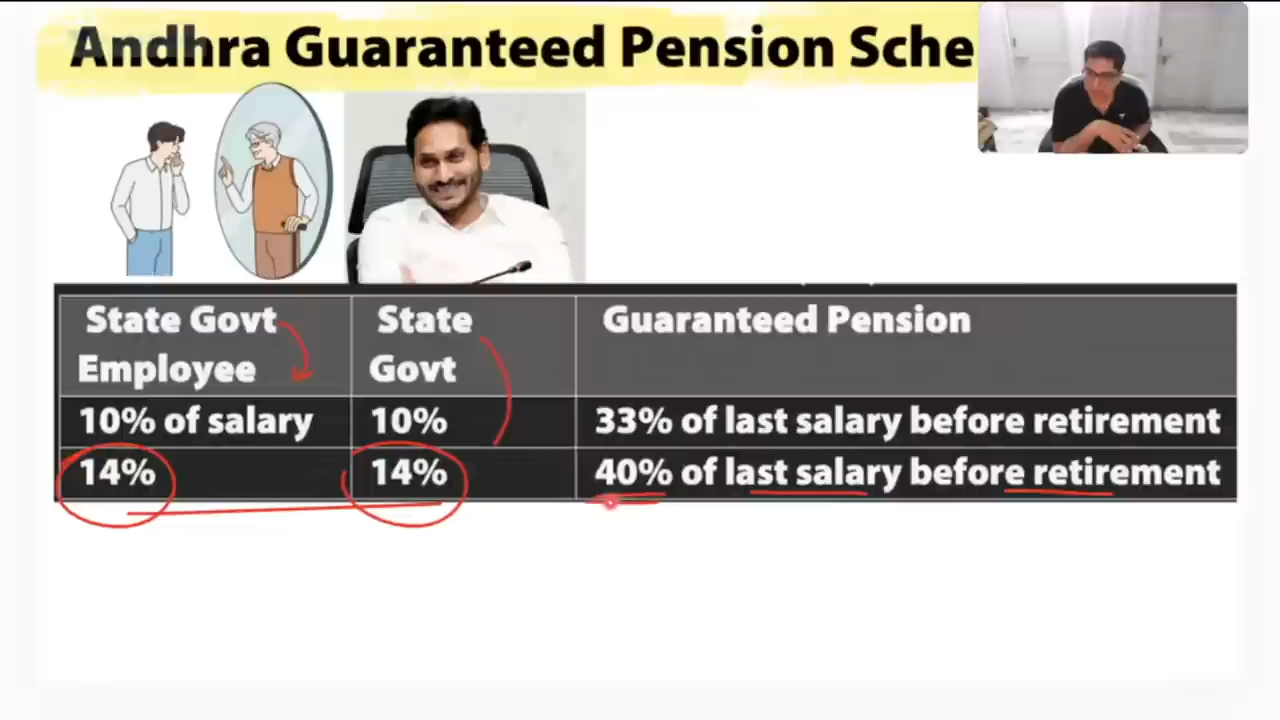 Andhra Guaranteed Pension Sche
State Govt Employee State Govt Guaranteed Pension
10% of salary 10% 33% of last salary before retirement
14% 14% 40% of last salary before retirement